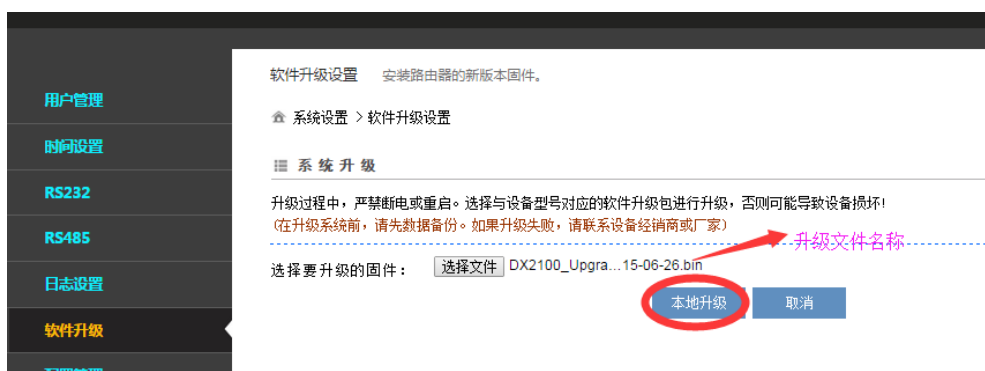 软件升级设置 安装路由器的新版本固件。
用户管理
系统设置 > 软件升级设置
时间设置
系统升级
RS232
升级过程中，严禁断电或重启。选择与设备型号对应的软件升级包进行升级，否则可能导致设备损坏!
(在升级系统前，请先数据备份。如果升级失败，请联系设备经销商或厂家)
RS485
升级文件名称
选择要升级的固件： 选择文件 DX2100_Upgra...15-06-26.bin
日志设置
本地升级 取消
软件升级